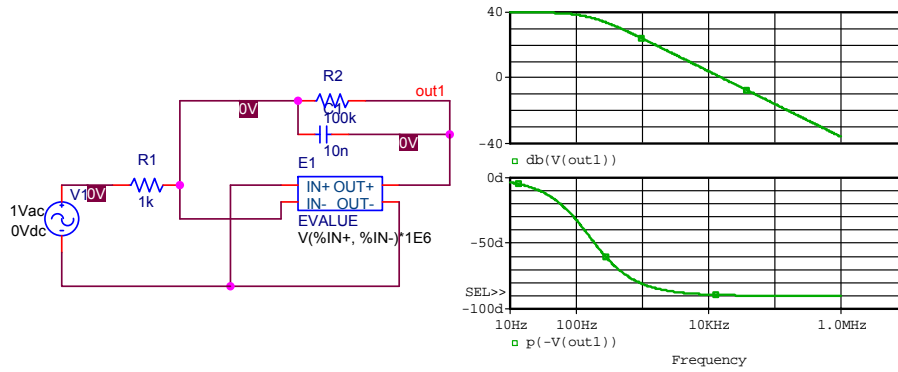 R2
out1
0V
C1
100k
10n
0V
R1
E1
V1
0V
1k
IN+ OUT+
IN- OUT-
1Vac
0Vdc
EVALUE
V(%IN+, %IN-)*1E6
40
0
-40
db(V(out1))
0d
-50d
SEL>>
-100d
10Hz 100Hz 10KHz 1.0MHz
p(-V(out1))
Frequency